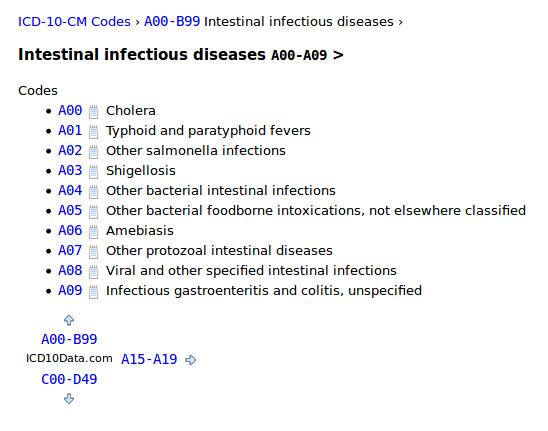 ICD-10-CM Codes › A00-B99 Intestinal infectious diseases ›
Intestinal infectious diseases A00-A09 >
Codes
• A00 Cholera
• A01 Typhoid and paratyphoid fevers
• A02 Other salmonella infections
• A03 Shigellosis
• A04 Other bacterial intestinal infections
• A05 Other bacterial foodborne intoxications, not elsewhere classified
• A06 Amebiasis
• A07 Other protozoal intestinal diseases
• A08 Viral and other specified intestinal infections
• A09 Infectious gastroenteritis and colitis, unspecified
A00-B99
ICD10Data.com A15-A19
C00-D49